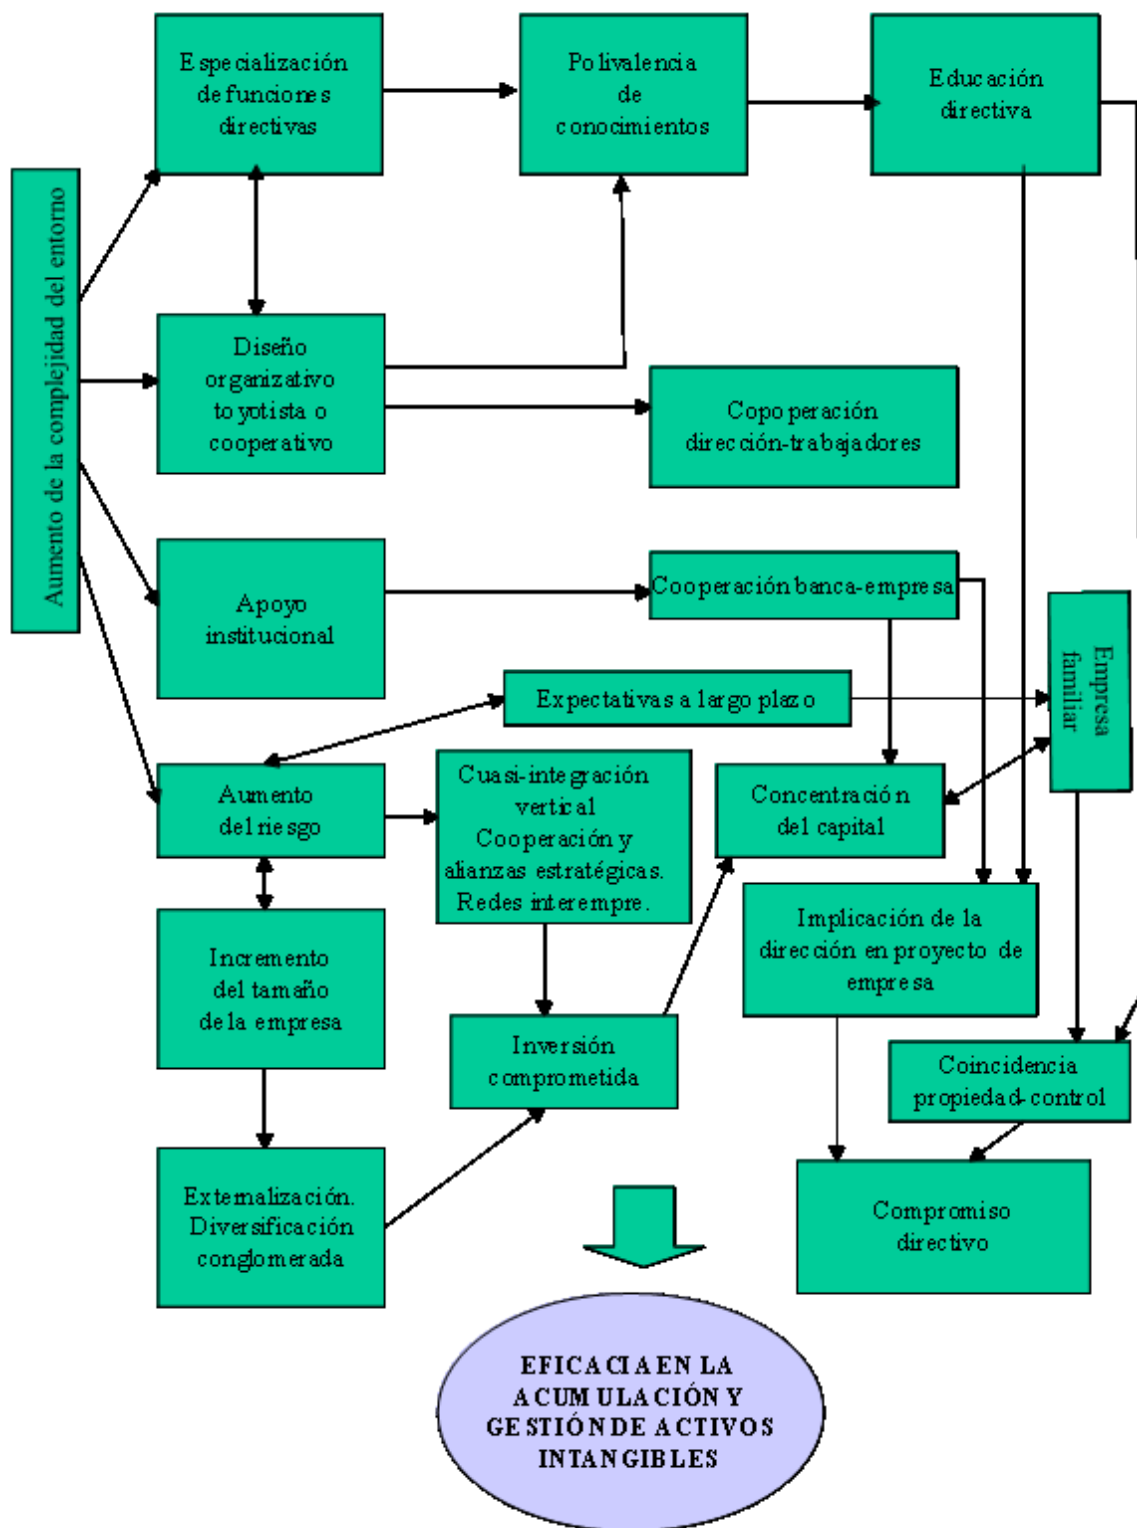 Especialización
de funciones
directivas
Polivalencia
de
conocimientos
Educación
directiva
Aumento de la complejidad del entorno
Diseño
organizativo
toyotista o
cooperativo
Copoperación
dirección-trabajadores
Apoyo
institucional
Cooperación banca-empresa
Empresa
familiar
Expectativas a largo plazo
Aumento
del riesgo
Cuasi-integración
vertical
Cooperación y
alianzas estratégicas.
Redes interempre.
Concentración
del capital
Implicación de la
dirección en proyecto de
empresa
Incremento
del tamaño
de la empresa
Inversión
comprometida
Coincidencia
propiedad-control
Externalización.
Diversificación
conglomerada
Compromiso
directivo
EFICACIA EN LA
ACUMULACIÓN Y
GESTIÓN DE ACTIVOS
INTANGIBLES